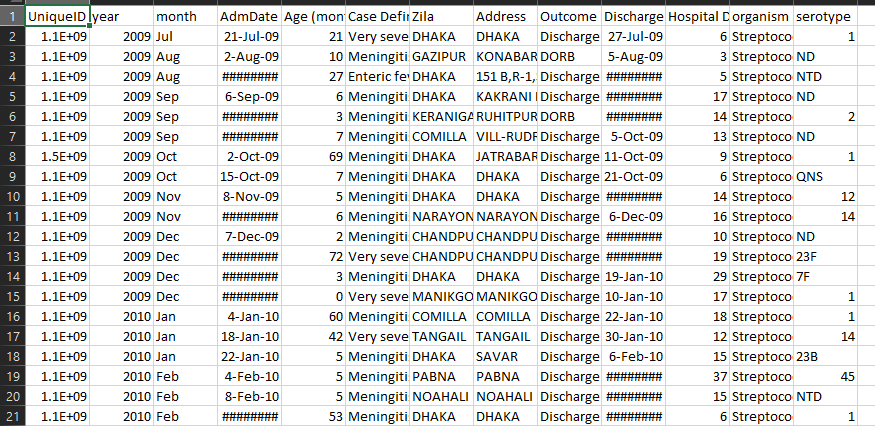 1 UniqueID year month AdmDate Age (mon Case Defi Zila Address Outcome Discharge Hospital D organism serotype
2 1.1E+09 2009 Jul 21-Jul-09 21 Very seve DHAKA DHAKA Discharge 27-Jul-09 6 Streptoco 1
3 1.1E+09 2009 Aug 2-Aug-09 10 Meningiti GAZIPUR KONABAR DORB 5-Aug-09 3 Streptoco ND
4 1.1E+09 2009 Aug ######## 27 Enteric fe DHAKA 151 B,R-1, Discharge ######## 5 Streptoco NTD
5 1.1E+09 2009 Sep 6-Sep-09 6 Meningiti DHAKA KAKRANI Discharge ######## 17 Streptoco ND
6 1.1E+09 2009 Sep ######## 3 Meningiti KERANIGA RUHITPUR DORB ######## 14 Streptoco 2
7 1.1E+09 2009 Sep ######## 7 Meningiti COMILLA VILL-RUDF Discharge 5-Oct-09 13 Streptoco ND
8 1.5E+09 2009 Oct 2-Oct-09 69 Meningiti DHAKA JATRABAR Discharge 11-Oct-09 9 Streptoco 1
9 1.1E+09 2009 Oct 15-Oct-09 7 Meningiti DHAKA DHAKA Discharge 21-Oct-09 6 Streptoco QNS
10 1.1E+09 2009 Nov 8-Nov-09 5 Meningiti DHAKA DHAKA Discharge ######## 14 Streptoco 12
11 1.1E+09 2009 Nov ######## 6 Meningiti NARAYON NARAYON Discharge 6-Dec-09 16 Streptoco 14
12 1.1E+09 2009 Dec 7-Dec-09 2 Meningiti CHANDPU CHANDPU Discharge ######## 10 Streptoco ND
13 1.1E+09 2009 Dec ######## 72 Very seve CHANDPU CHANDPU Discharge ######## 19 Streptoco 23F
14 1.1E+09 2009 Dec ######## 3 Meningiti DHAKA DHAKA Discharge 19-Jan-10 29 Streptoco 7F
15 1.1E+09 2009 Dec ######## 0 Very seve MANIKGO MANIKGO Discharge 10-Jan-10 17 Streptoco 1
16 1.1E+09 2010 Jan 4-Jan-10 60 Meningiti COMILLA COMILLA Discharge 22-Jan-10 18 Streptoco 1
17 1.1E+09 2010 Jan 18-Jan-10 42 Very seve TANGAIL TANGAIL Discharge 30-Jan-10 12 Streptoco 14
18 1.1E+09 2010 Jan 22-Jan-10 5 Meningiti DHAKA SAVAR Discharge 6-Feb-10 15 Streptoco 23B
19 1.1E+09 2010 Feb 4-Feb-10 5 Meningiti PABNA PABNA Discharge ######## 37 Streptoco 45
20 1.1E+09 2010 Feb 8-Feb-10 5 Meningiti NOAHALI NOAHALI Discharge ######## 15 Streptoco NTD
21 1.1E+09 2010 Feb ######## 53 Meningiti DHAKA DHAKA Discharge ######## 6 Streptoco 1